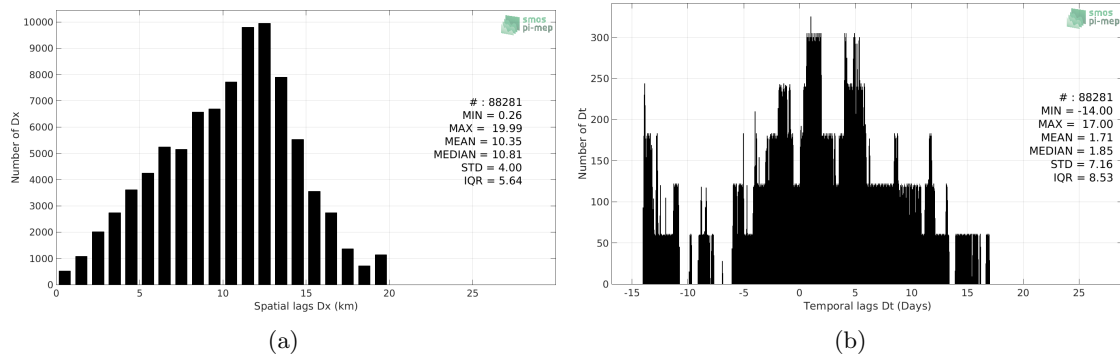 smos
pi-mep
10000
9000
8000
7000
6000
5000
4000
3000
2000
1000
0
Number of Dx
# : 88281
MIN = 0.26
MAX = 19.99
MEAN = 10.35
MEDIAN = 10.81
STD = 4.00
IQR = 5.64
0 5 10 15 20 25
Spatial lags Dx (km)
(a)
smos
pi-mep
300
250
200
150
100
50
0
Number of Dt
# : 88281
MIN = -14.00
MAX = 17.00
MEAN = 1.71
MEDIAN = 1.85
STD = 7.16
IQR = 8.53
-15 -10 -5 0 5 10 15 20 25
Temporal lags Dt (Days)
(b)